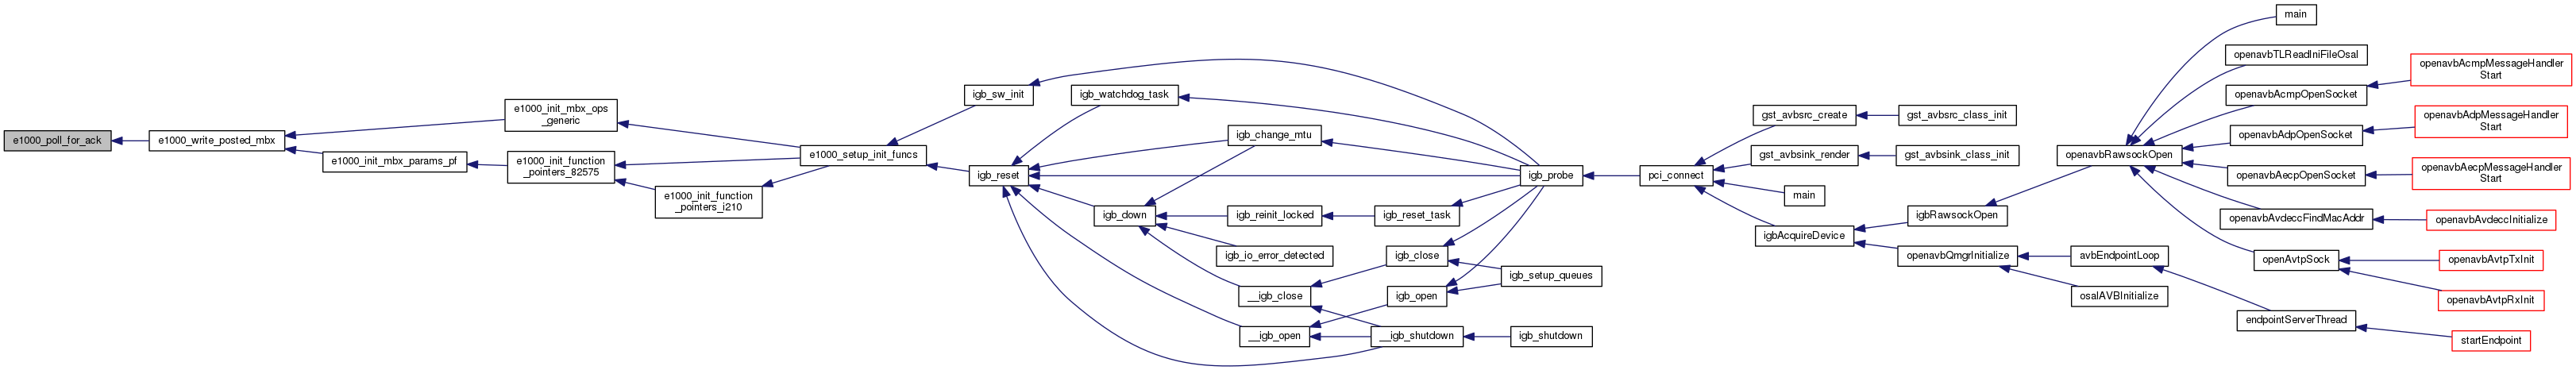 e1000_poll_for_ack
e1000_write_posted_mbx
e1000_init_mbx_ops
_generic
e1000_init_mbx_params_pf
e1000_init_function
_pointers_82575
e1000_init_function
_pointers_i210
e1000_setup_init_funcs
igb_sw_init
igb_reset
igb_watchdog_task
igb_change_mtu
igb_down
igb_reinit_locked
igb_reset_task
igb_io_error_detected
__igb_close
__igb_open
igb_close
igb_open
__igb_shutdown
igb_probe
igb_setup_queues
igb_shutdown
pci_connect
gst_avbsrc_create
gst_avbsrc_class_init
gst_avbsink_render
gst_avbsink_class_init
main
igbAcquireDevice
igbRawsockOpen
openavbQmgrInitialize
avbEndpointLoop
osalAVBInitialize
openavbRawsockOpen
main
openavbTLReadIniFileOsal
openavbAcmpOpenSocket
openavbAcmpMessageHandler
Start
openavbAdpOpenSocket
openavbAdpMessageHandler
Start
openavbAecpOpenSocket
openavbAecpMessageHandler
Start
openavbAvdeccFindMacAddr
openavbAvdeccInitialize
openAvtpSock
openavbAvtpTxInit
openavbAvtpRxInit
endpointServerThread
startEndpoint